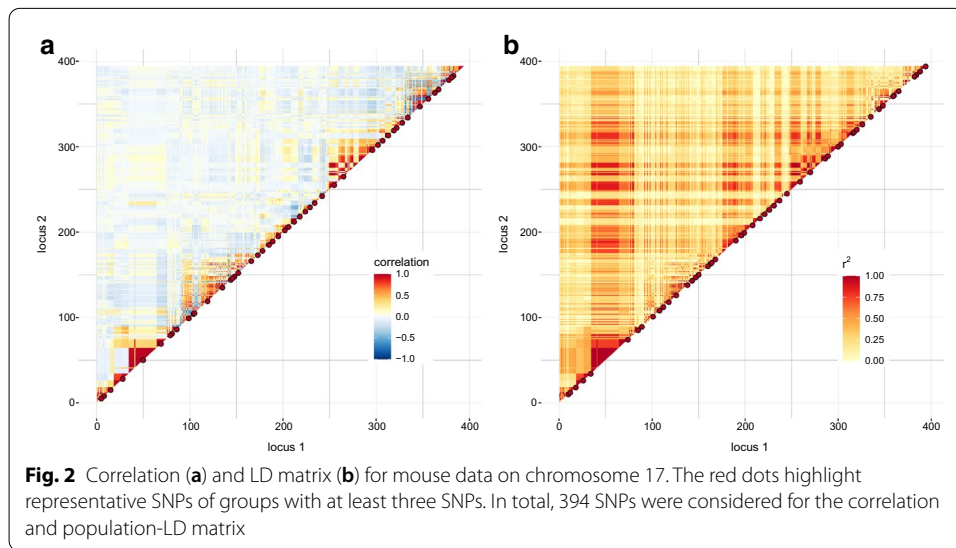 a
b
400
300
200
100
0
locus 2
0
100
200
300
400
locus 1
correlation
1.0
0.5
0.0
−0.5
−1.0
400
300
200
100
0
locus 2
0
100
200
300
400
locus 1
r²
1.00
0.75
0.50
0.25
0.00
Fig. 2 Correlation (a) and LD matrix (b) for mouse data on chromosome 17. The red dots highlight
representative SNPs of groups with at least three SNPs. In total, 394 SNPs were considered for the correlation
and population-LD matrix